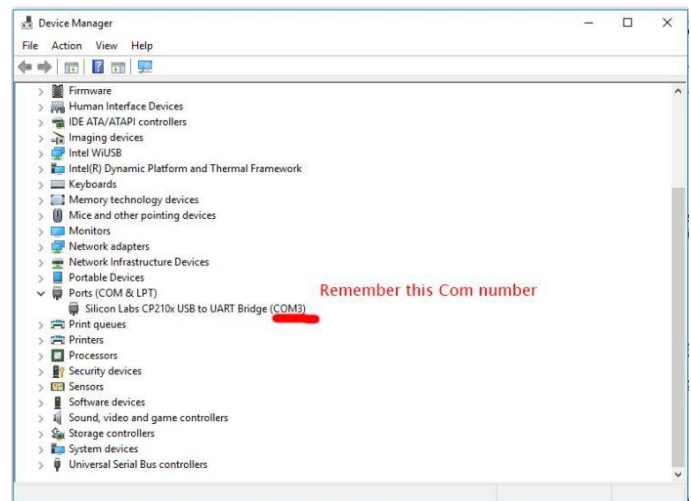 Device Manager
File Action View Help
Firmware
Human Interface Devices
IDE ATA/ATAPI controllers
Imaging devices
Intel WiUSB
Intel(R) Dynamic Platform and Thermal Framework
Keyboards
Memory technology devices
Mice and other pointing devices
Monitors
Network adapters
Network Infrastructure Devices
Portable Devices
Ports (COM & LPT)
Remember this Com number
Silicon Labs CP210x USB to UART Bridge (COM3)
Print queues
Printers
Processors
Security devices
Sensors
Software devices
Sound, video and game controllers
Storage controllers
System devices
Universal Serial Bus controllers